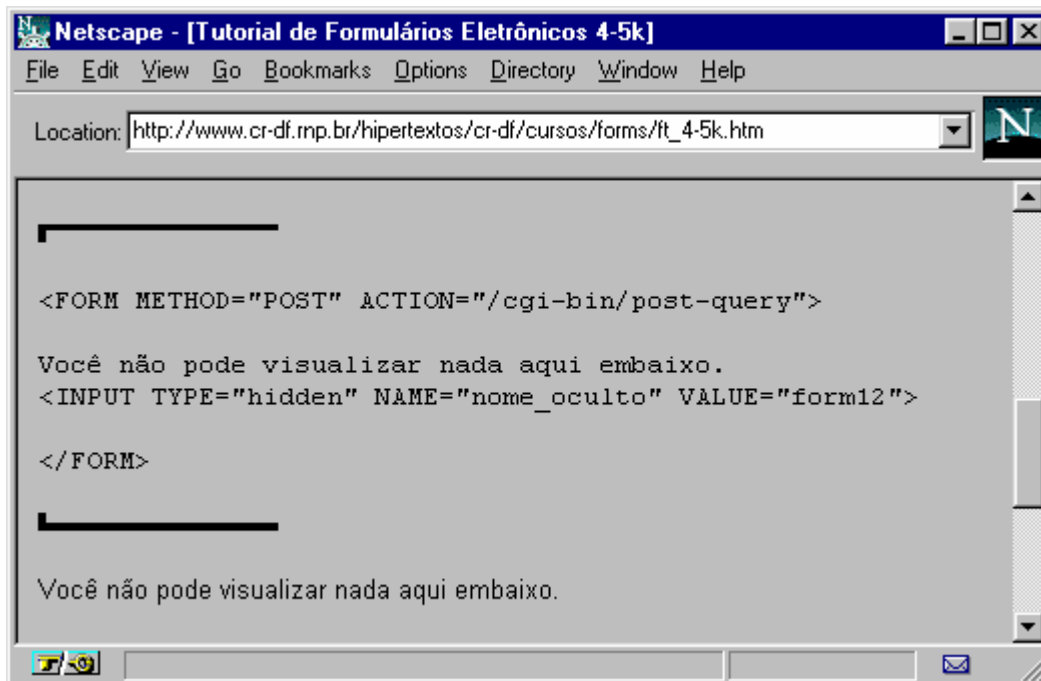 Netscape - [Tutorial de Formulários Eletrônicos 4-5k]
File Edit View Go Bookmarks Options Directory Window Help
Location: http://www.cr-df.rnp.br/hipertextos/cr-df/cursos/forms/ft_4-5k.htm
N
<FORM METHOD="POST" ACTION="/cgi-bin/post-query">
Você não pode visualizar nada aqui embaixo.
<INPUT TYPE="hidden" NAME="nome_oculto" VALUE="form12">
</FORM>
Você não pode visualizar nada aqui embaixo.